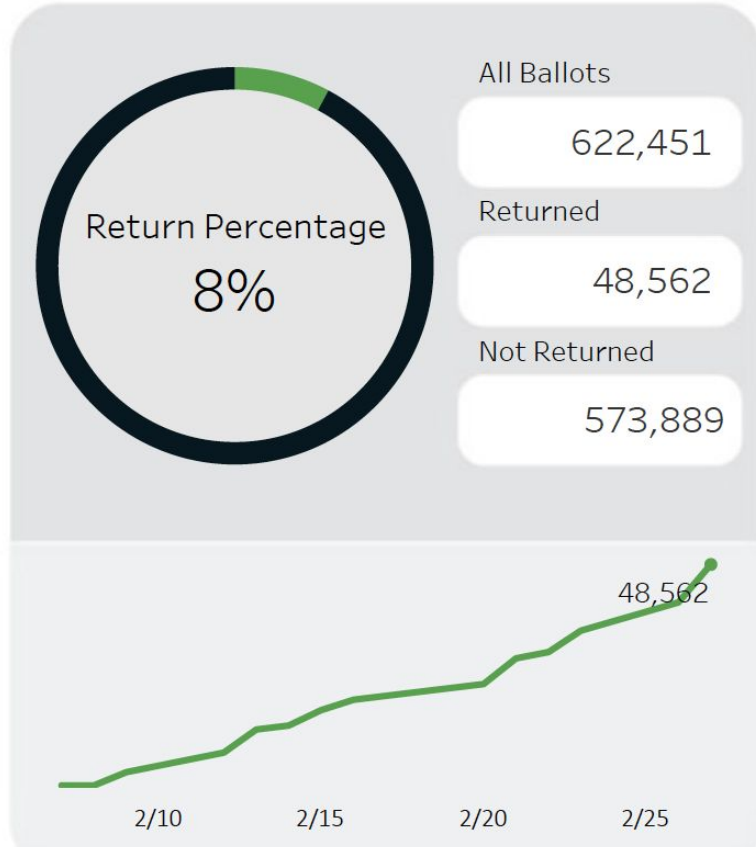 Return Percentage
8%
All Ballots
622,451
Returned
48,562
Not Returned
573,889
48,562
2/10
2/15
2/20
2/25